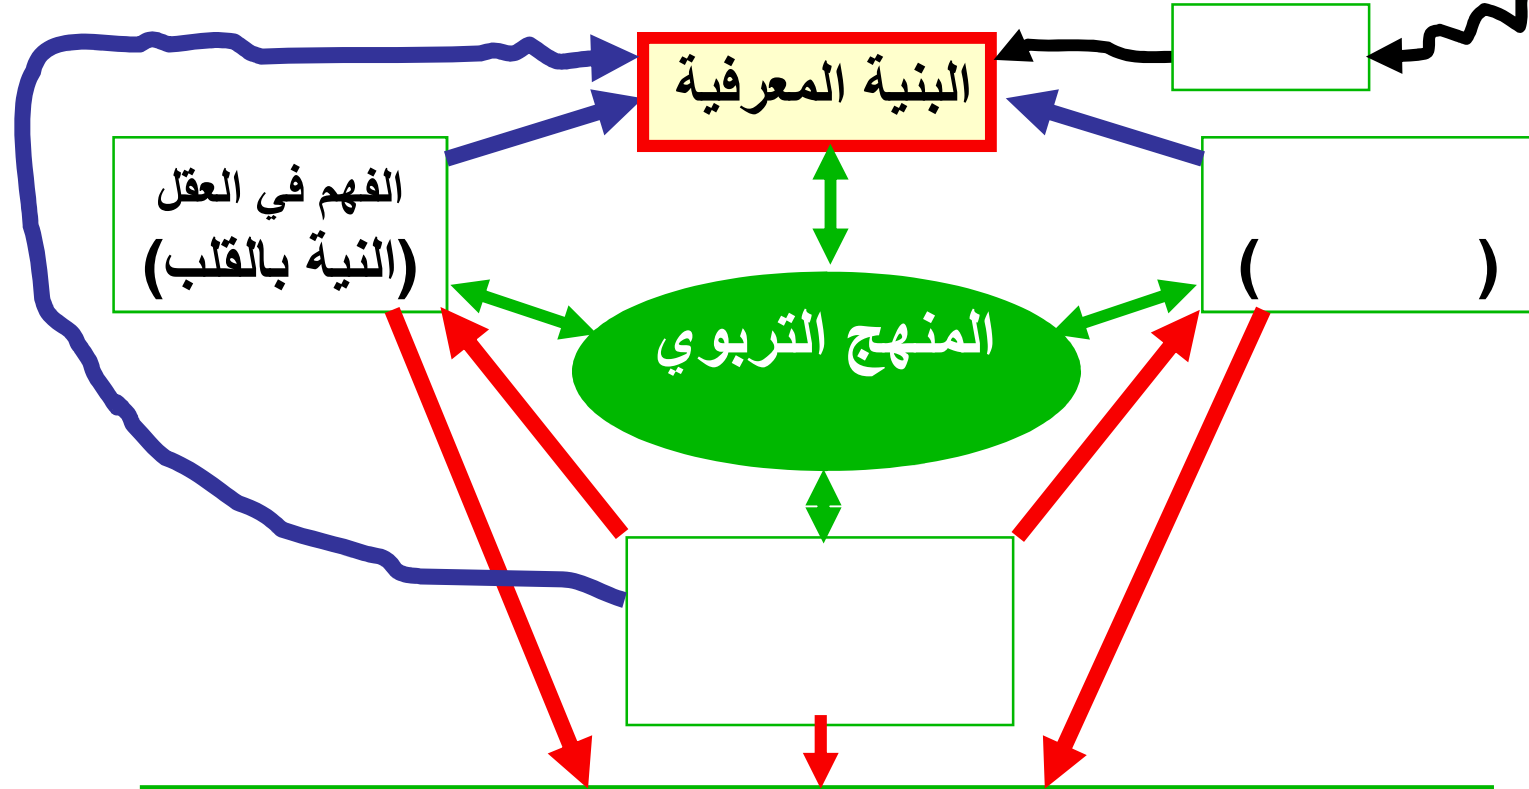 البنية المعرفية
الفهم في العقل
(النية بالقلب)
( )
المنهج التربوي